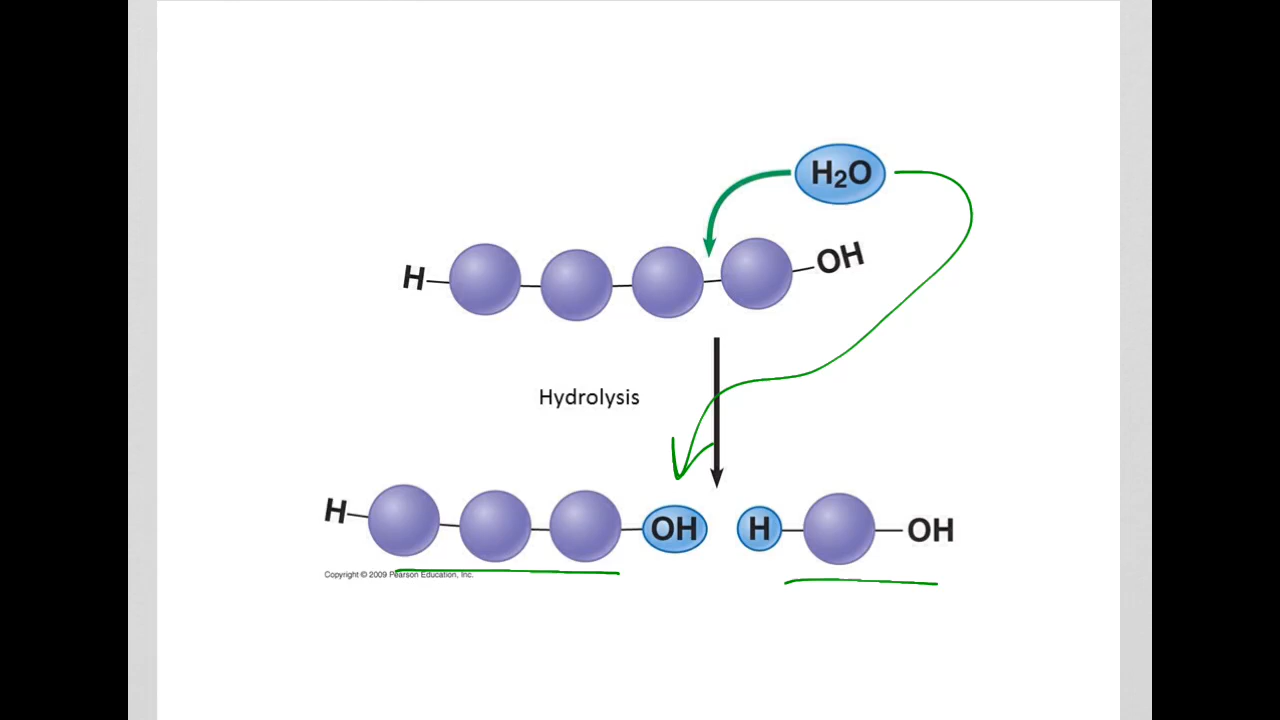 H₂O
H OH
Hydrolysis
H OH H OH
Copyright © 2009 Pearson Education, Inc.